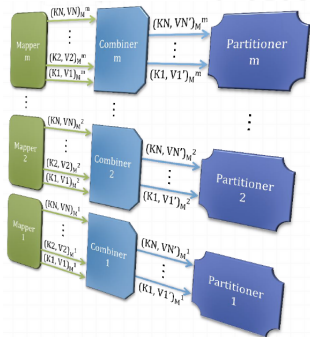 Mapper
m
(KN, VN)M^m
⋮
(K2, V2)M^m
(K1, V1)M^m
Combiner
m
(KN, VN')M^m
⋮
(K1, V1')M^m
Partitioner
m
⋮
⋮
⋮
Mapper
2
(KN, VN)M^2
⋮
(K2, V2)M^2
(K1, V1)M^2
Combiner
2
(KN, VN')M^2
⋮
(K1, V1')M^2
Partitioner
2
Mapper
1
(KN, VN)M^1
⋮
(K2, V2)M^1
(K1, V1)M^1
Combiner
1
(KN, VN')M^1
⋮
(K1, V1')M^1
Partitioner
1